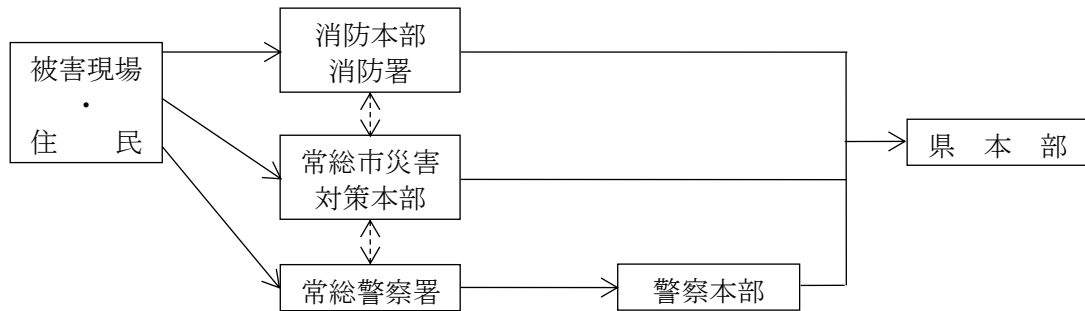 被害現場
・
住　　民
消防本部
消防署
常総市災害
対策本部
常総警察署
警察本部
県　本　部